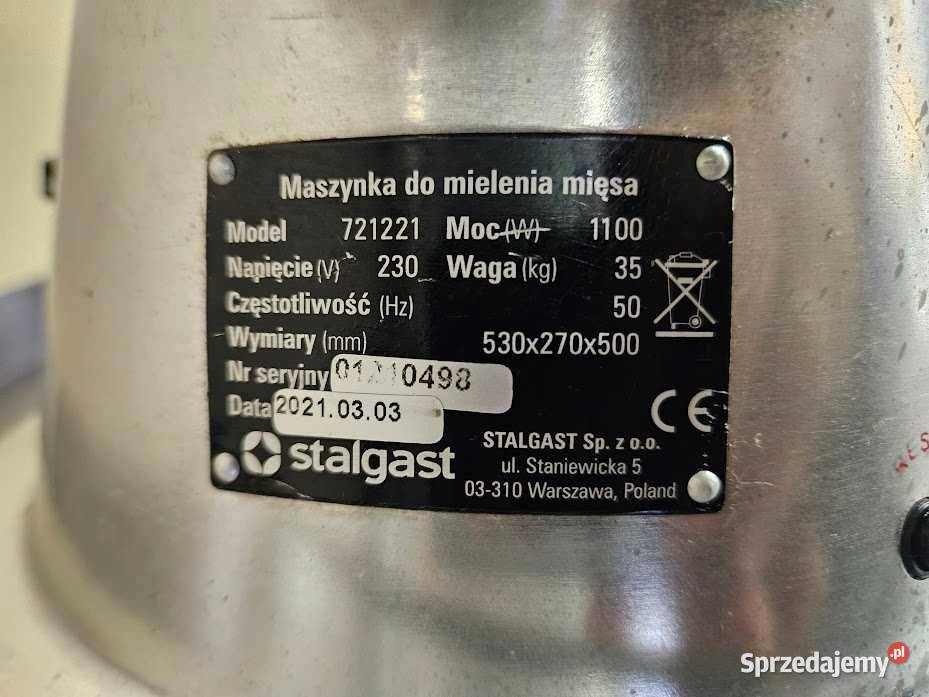 Maszynka do mielenia mięsa
Model 721221 Moc (W) 1100
Napięcie (V) 230 Waga (kg) 35
Częstotliwość (Hz) 50
Wymiary (mm) 530x270x500
Nr seryjny
Data 2021.03.03
stalgast
STALGAST Sp. z o.o.
ul. Staniewicka 5
03-310 Warszawa, Poland
CE
Sprzedajemy.pl